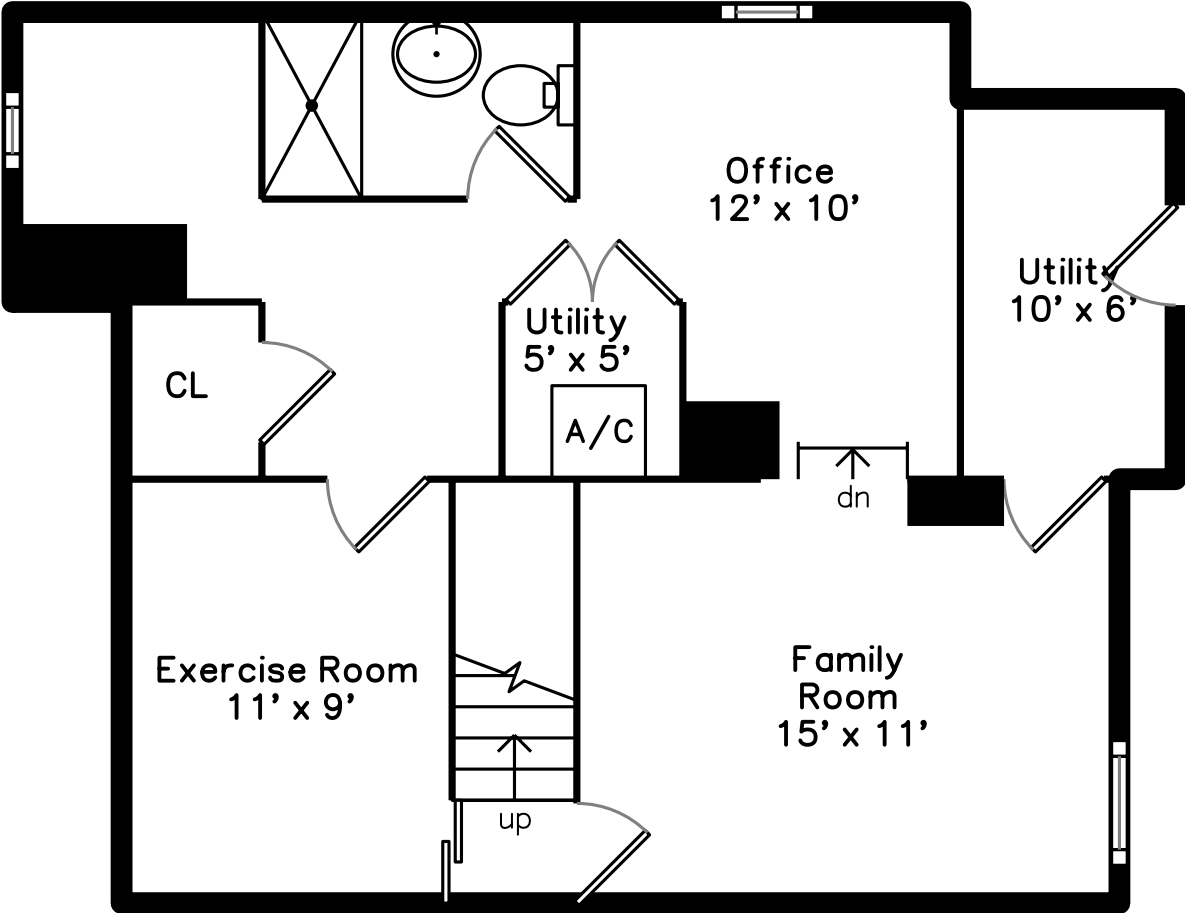 Office
12' x 10'
Utility
10' x 6'
Utility
5' x 5'
CL
A/C
dn
Exercise Room
11' x 9'
Family
Room
15' x 11'
up